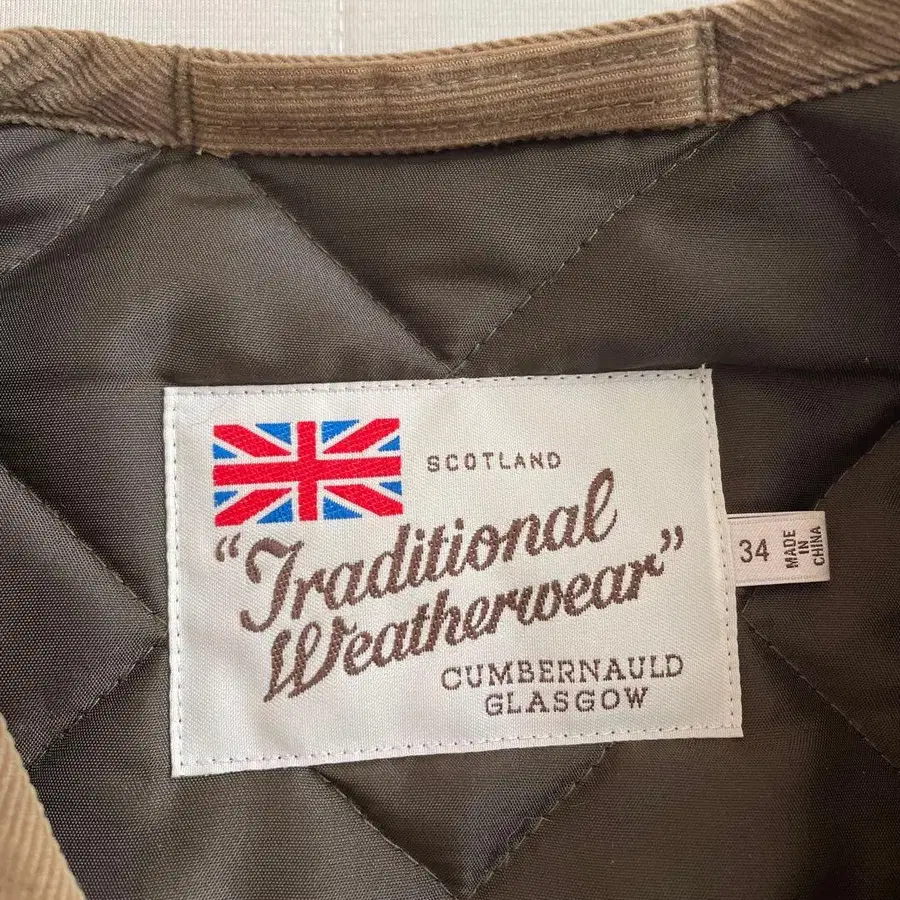 SCOTLAND
"Traditional
Weatherwear"
CUMBERNAULD
GLASGOW
34
MADE
IN
CHINA